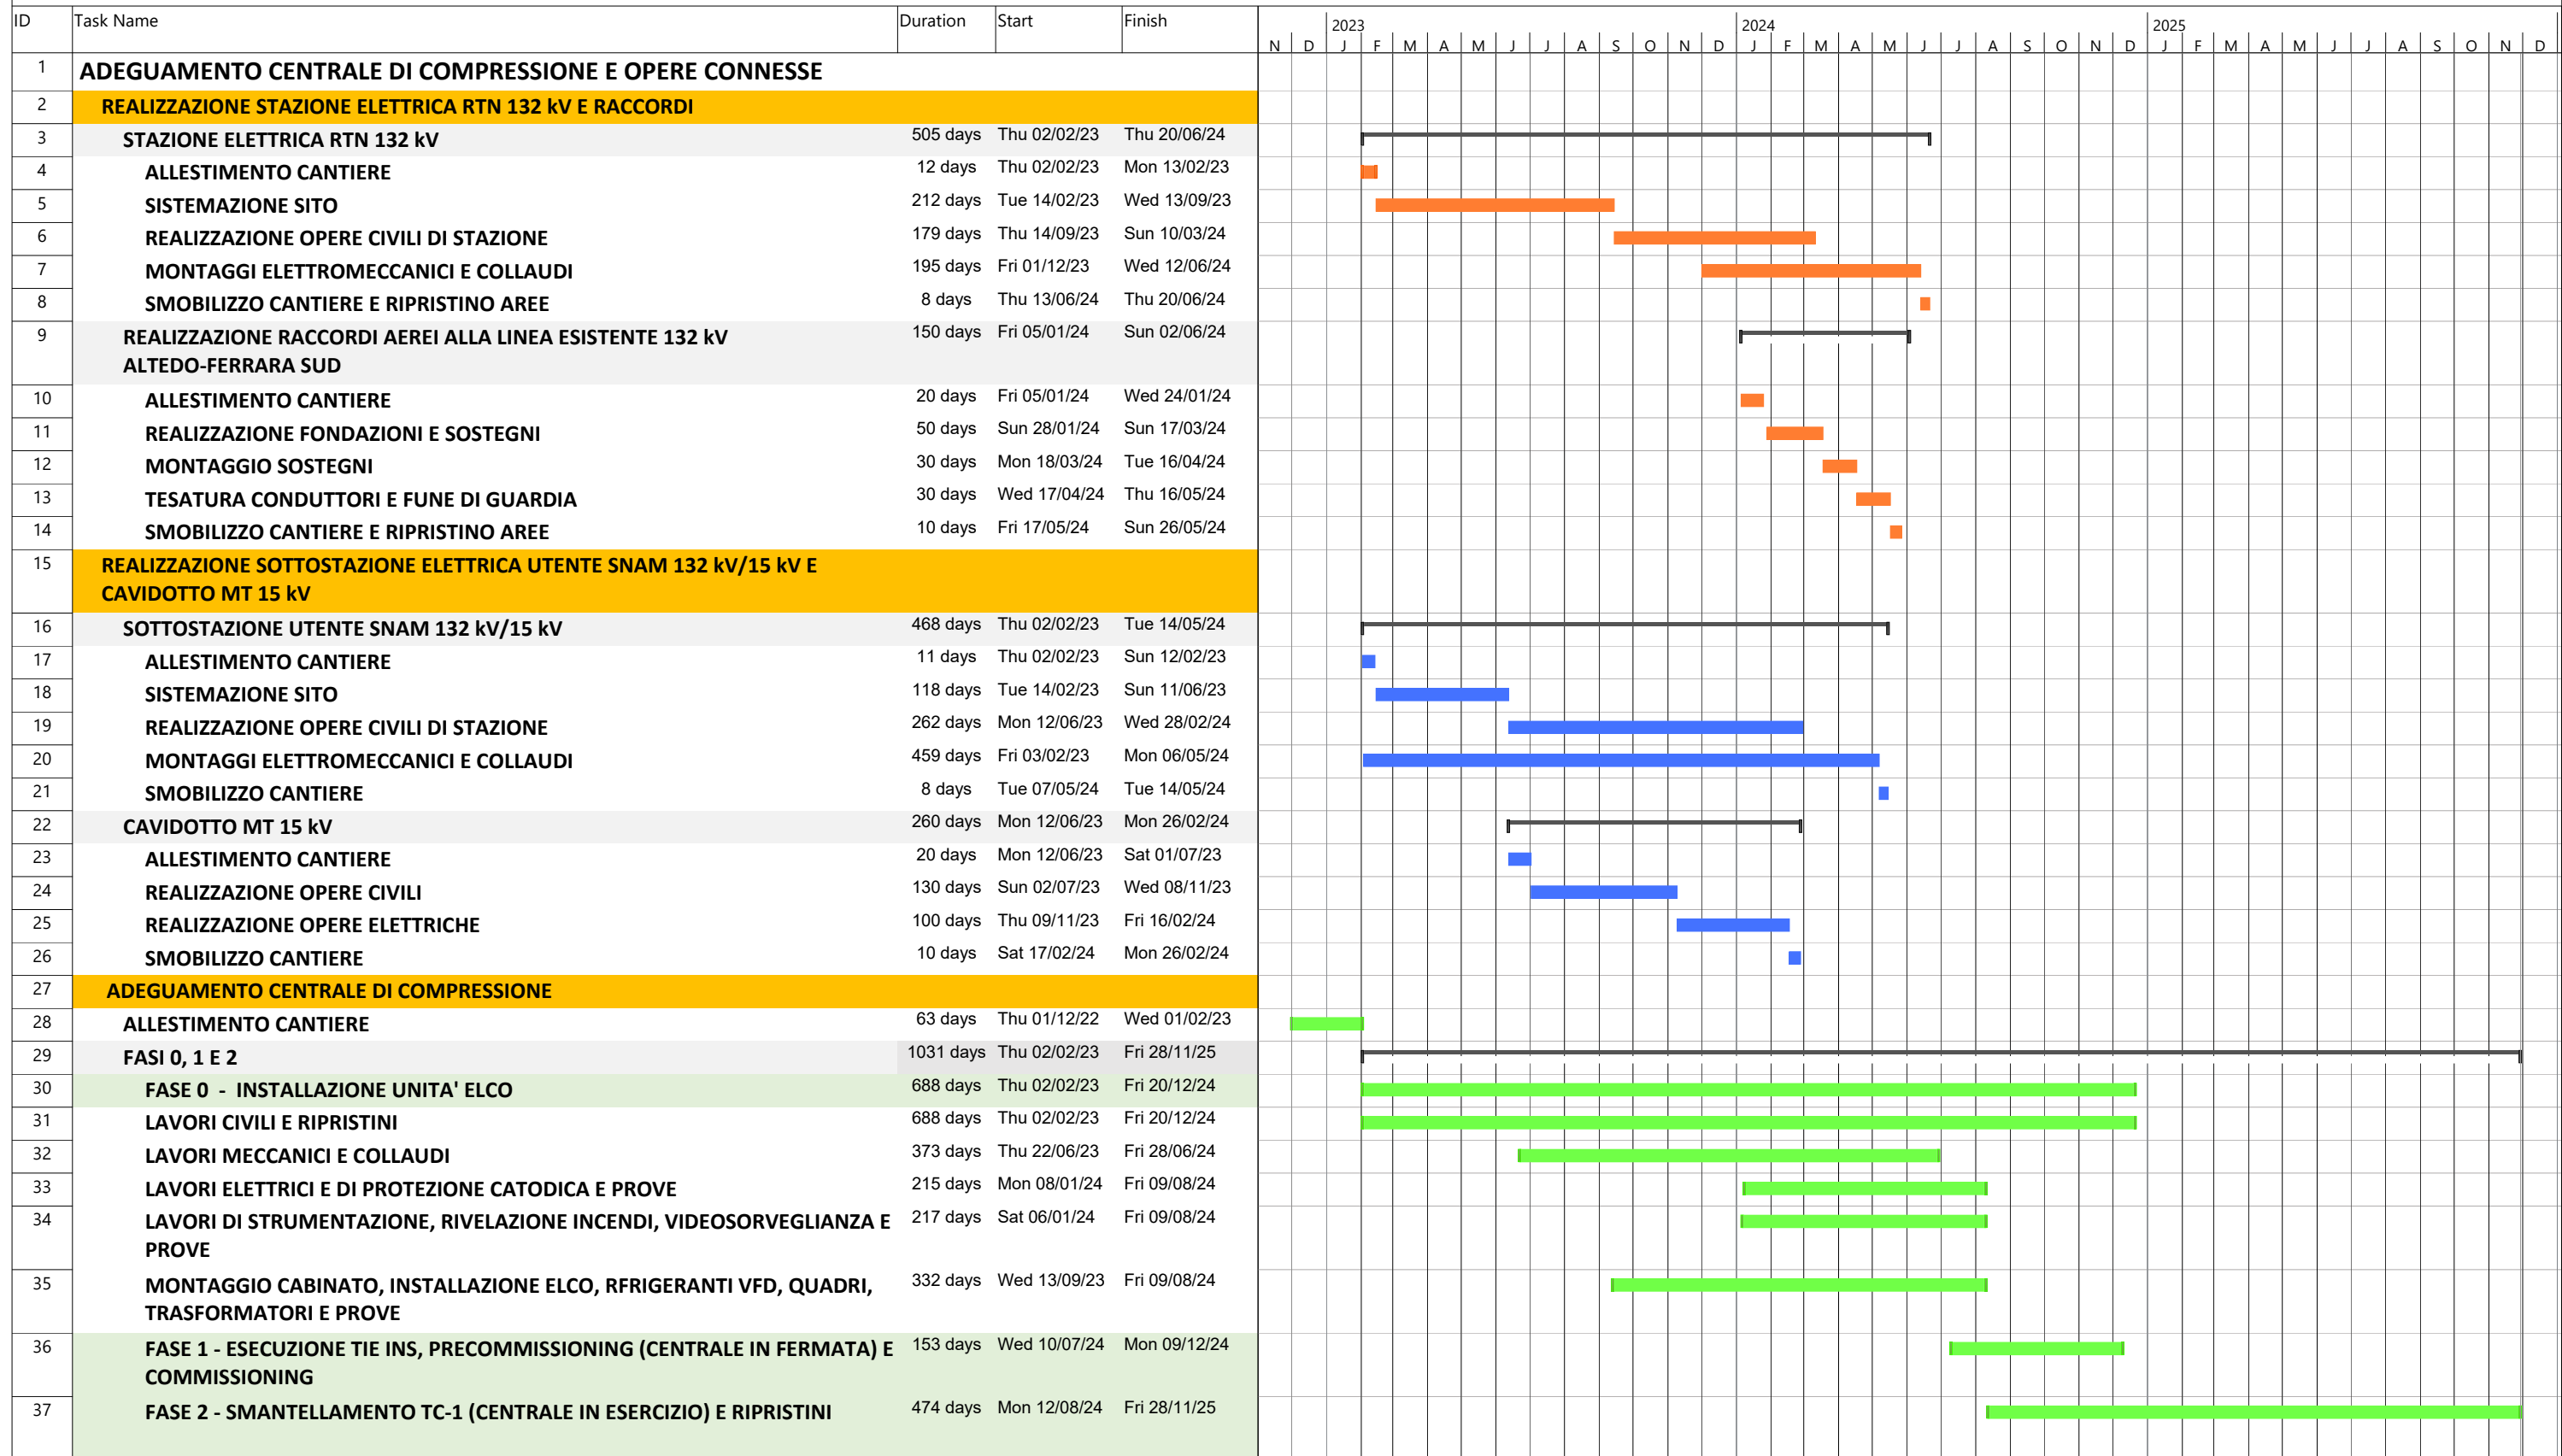 ID Task Name Duration Start Finish 2023 2024 2025
N D J F M A M J J A S O N D J F M A M J J A S O N D J F M A M J J A S O N D
1 ADEGUAMENTO CENTRALE DI COMPRESSIONE E OPERE CONNESSE
2 REALIZZAZIONE STAZIONE ELETTRICA RTN 132 kV E RACCORDI
3 STAZIONE ELETTRICA RTN 132 kV 505 days Thu 02/02/23 Thu 20/06/24
4 ALLESTIMENTO CANTIERE 12 days Thu 02/02/23 Mon 13/02/23
5 SISTEMAZIONE SITO 212 days Tue 14/02/23 Wed 13/09/23
6 REALIZZAZIONE OPERE CIVILI DI STAZIONE 179 days Thu 14/09/23 Sun 10/03/24
7 MONTAGGI ELETTROMECCANICI E COLLAUDI 195 days Fri 01/12/23 Wed 12/06/24
8 SMOBILIZZO CANTIERE E RIPRISTINO AREE 8 days Thu 13/06/24 Thu 20/06/24
9 REALIZZAZIONE RACCORDI AEREI ALLA LINEA ESISTENTE 132 kV 150 days Fri 05/01/24 Sun 02/06/24
ALTEDO-FERRARA SUD
10 ALLESTIMENTO CANTIERE 20 days Fri 05/01/24 Wed 24/01/24
11 REALIZZAZIONE FONDAZIONI E SOSTEGNI 50 days Sun 28/01/24 Sun 17/03/24
12 MONTAGGIO SOSTEGNI 30 days Mon 18/03/24 Tue 16/04/24
13 TESATURA CONDUTTORI E FUNE DI GUARDIA 30 days Wed 17/04/24 Thu 16/05/24
14 SMOBILIZZO CANTIERE E RIPRISTINO AREE 10 days Fri 17/05/24 Sun 26/05/24
15 REALIZZAZIONE SOTTOSTAZIONE ELETTRICA UTENTE SNAM 132 kV/15 kV E
CAVIDOTTO MT 15 kV
16 SOTTOSTAZIONE UTENTE SNAM 132 kV/15 kV 468 days Thu 02/02/23 Tue 14/05/24
17 ALLESTIMENTO CANTIERE 11 days Thu 02/02/23 Sun 12/02/23
18 SISTEMAZIONE SITO 118 days Tue 14/02/23 Sun 11/06/23
19 REALIZZAZIONE OPERE CIVILI DI STAZIONE 262 days Mon 12/06/23 Wed 28/02/24
20 MONTAGGI ELETTROMECCANICI E COLLAUDI 459 days Fri 03/02/23 Mon 06/05/24
21 SMOBILIZZO CANTIERE 8 days Tue 07/05/24 Tue 14/05/24
22 CAVIDOTTO MT 15 kV 260 days Mon 12/06/23 Mon 26/02/24
23 ALLESTIMENTO CANTIERE 20 days Mon 12/06/23 Sat 01/07/23
24 REALIZZAZIONE OPERE CIVILI 130 days Sun 02/07/23 Wed 08/11/23
25 REALIZZAZIONE OPERE ELETTRICHE 100 days Thu 09/11/23 Fri 16/02/24
26 SMOBILIZZO CANTIERE 10 days Sat 17/02/24 Mon 26/02/24
27 ADEGUAMENTO CENTRALE DI COMPRESSIONE
28 ALLESTIMENTO CANTIERE 63 days Thu 01/12/22 Wed 01/02/23
29 FASI 0, 1 E 2 1031 days Thu 02/02/23 Fri 28/11/25
30 FASE 0 - INSTALLAZIONE UNITA' ELCO 688 days Thu 02/02/23 Fri 20/12/24
31 LAVORI CIVILI E RIPRISTINI 688 days Thu 02/02/23 Fri 20/12/24
32 LAVORI MECCANICI E COLLAUDI 373 days Thu 22/06/23 Fri 28/06/24
33 LAVORI ELETTRICI E DI PROTEZIONE CATODICA E PROVE 215 days Mon 08/01/24 Fri 09/08/24
34 LAVORI DI STRUMENTAZIONE, RIVELAZIONE INCENDI, VIDEOSORVEGLIANZA E 217 days Sat 06/01/24 Fri 09/08/24
PROVE
35 MONTAGGIO CABINATO, INSTALLAZIONE ELCO, RFRIGERANTI VFD, QUADRI, 332 days Wed 13/09/23 Fri 09/08/24
TRASFORMATORI E PROVE
36 FASE 1 - ESECUZIONE TIE INS, PRECOMMISSIONING (CENTRALE IN FERMATA) E 153 days Wed 10/07/24 Mon 09/12/24
COMMISSIONING
37 FASE 2 - SMANTELLAMENTO TC-1 (CENTRALE IN ESERCIZIO) E RIPRISTINI 474 days Mon 12/08/24 Fri 28/11/25